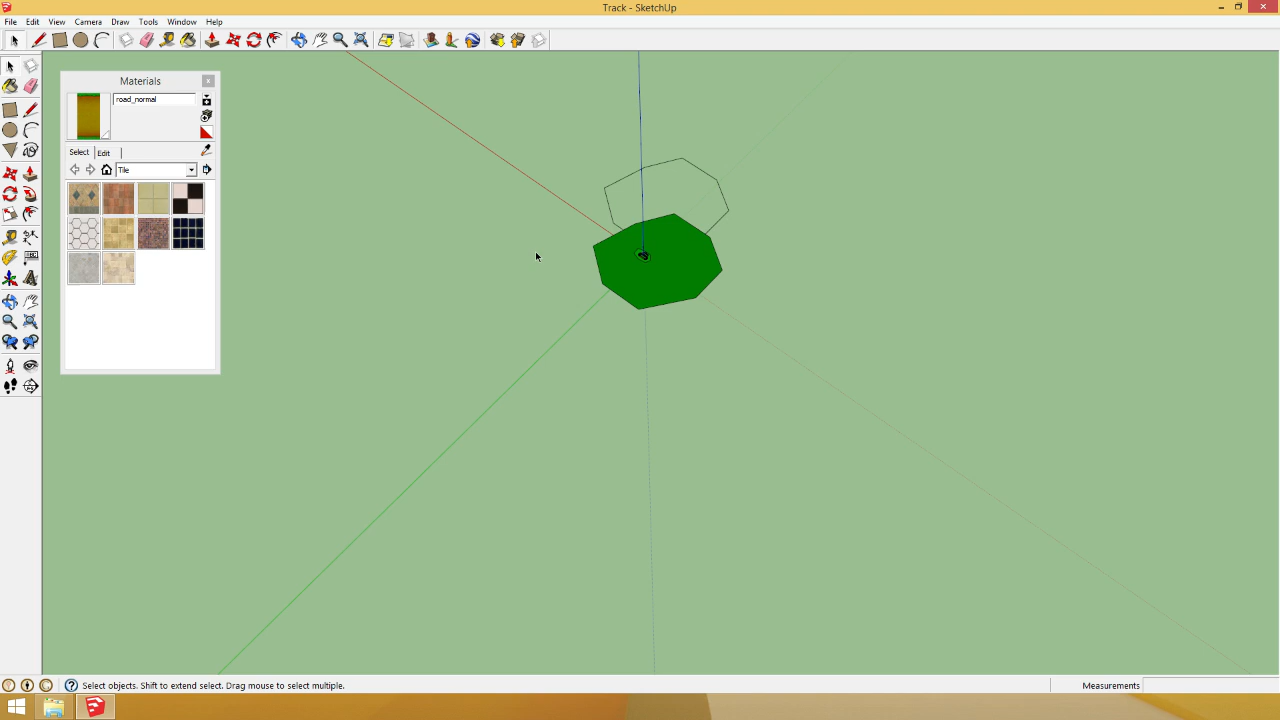 Track - SketchUp
File Edit View Camera Draw Tools Window Help
Materials
road_normal
Select Edit
Tile
Select objects. Shift to extend select. Drag mouse to select multiple.
Measurements